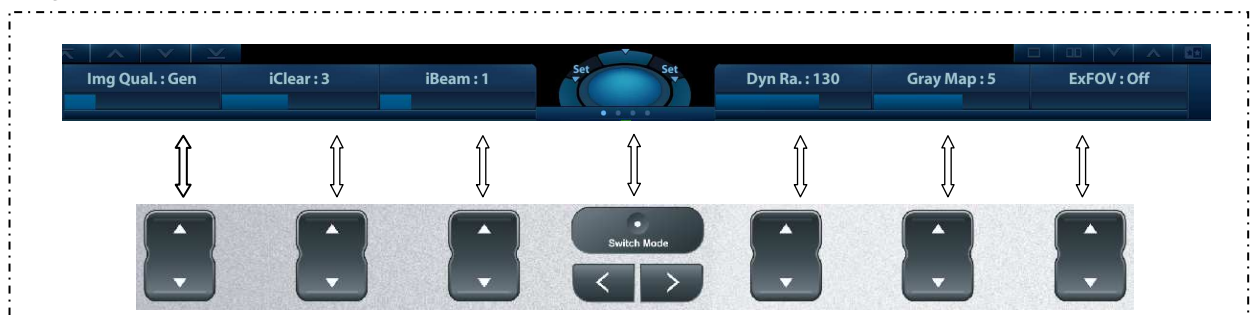 Set Set
Img Qual. : Gen iClear : 3 iBeam : 1 Dyn Ra. : 130 Gray Map : 5 ExFOV : Off
Switch Mode